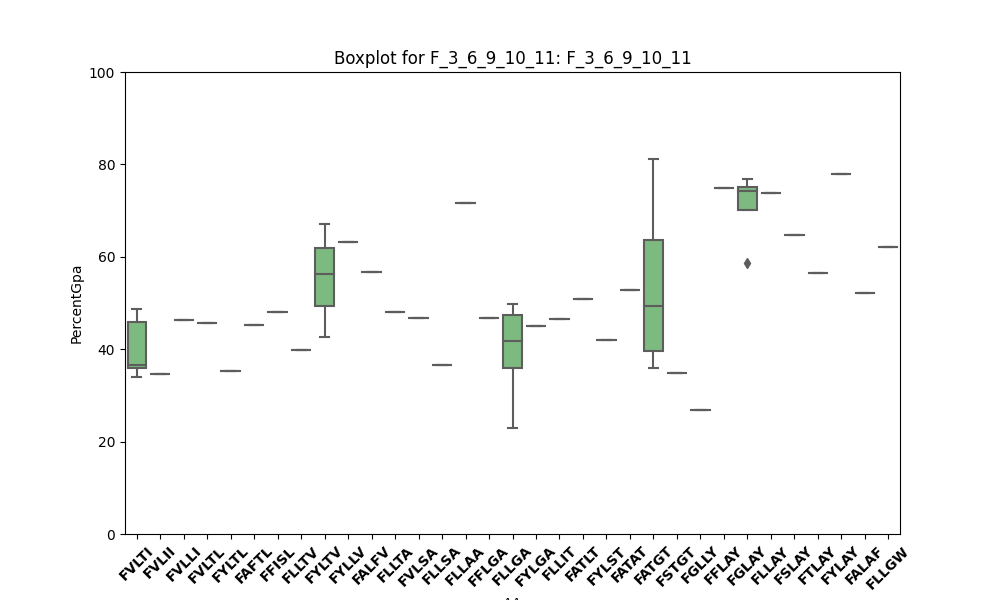 Boxplot for F_3_6_9_10_11: F_3_6_9_10_11
PercentGpa
100
80
60
40
20
0
FVLTI FVLII FVLLI FVLTL FYLTL FAFTL FFISL FLLTV FYLTV FYLLV FALFV FLLTA FVLSA FLLSA FLLAA FFLGA FLLGA FYLGA FLLIT FATLT FYLST FATAT FATGT FSTGT FGLLY FFLAY FGLAY FLLAY FSLAY FTLAY FYLAY FALAF FLLGW